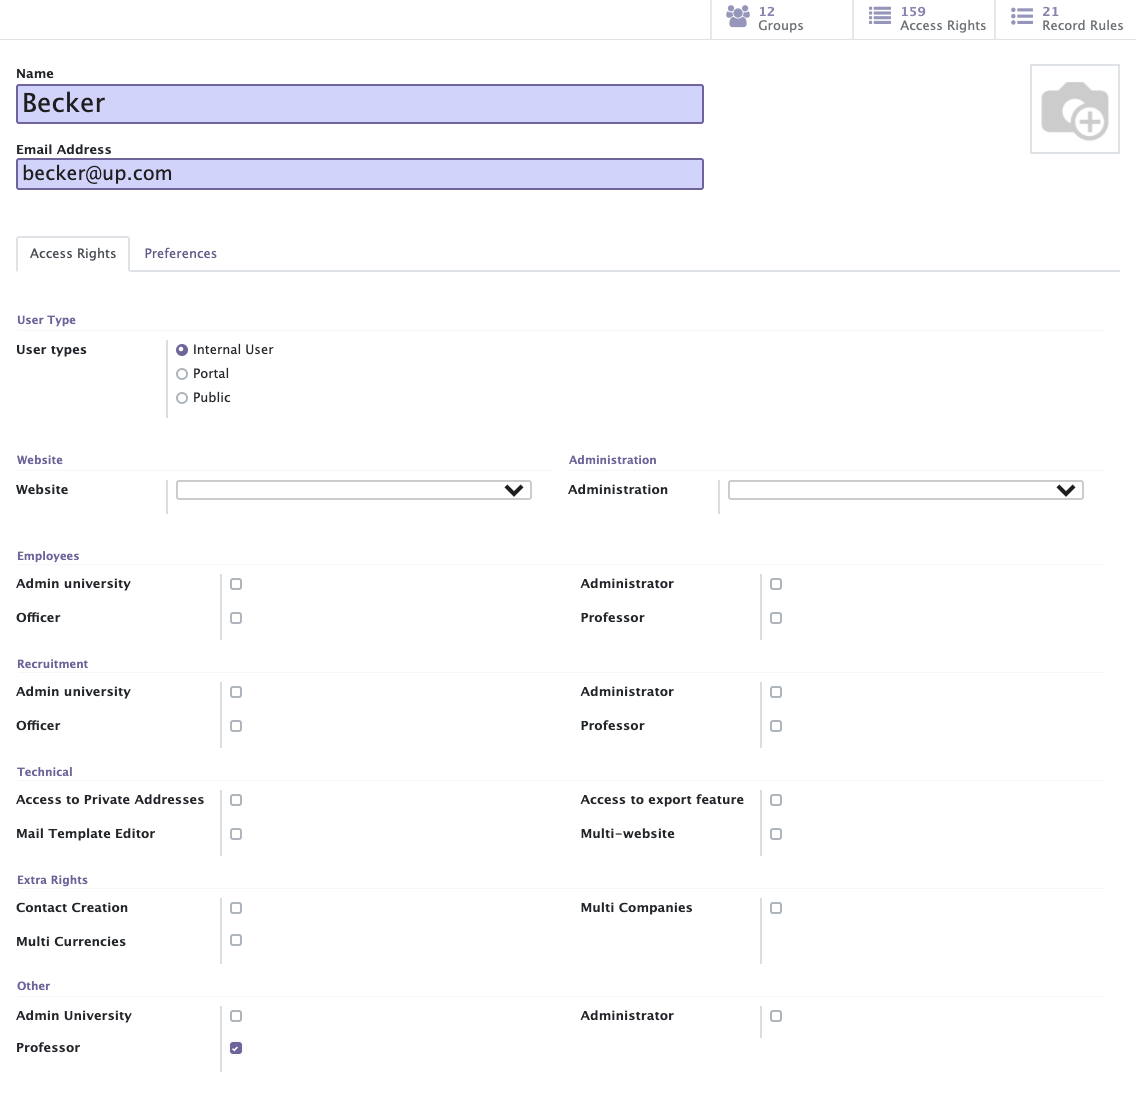 12
Groups
159
Access Rights
21
Record Rules
Name
Becker
Email Address
becker@up.com
Access Rights
Preferences
User Type
User types
Internal User
Portal
Public
Website
Website
Administration
Administration
Employees
Admin university
Administrator
Officer
Professor
Recruitment
Admin university
Administrator
Officer
Professor
Technical
Access to Private Addresses
Access to export feature
Mail Template Editor
Multi-website
Extra Rights
Contact Creation
Multi Companies
Multi Currencies
Other
Admin University
Administrator
Professor